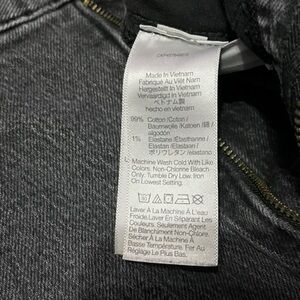 Made In Vietnam
Fabriqué Au Viêt Nam
Hergestellt In Vietnam
Vervaardigd in Vietnam
ベトナム製
hecho en vietnam
99% Cotton /Coton /
Baumwolle /Katoen /綿 /
algodón
1% Elastane /Élasthanne /
Elastan /Elastaan /
ポリウレタン /elastano
Machine Wash Cold With Like
Colors. Non-Chlorine Bleach
Only. Tumble Dry Low. Iron
On Lowest Setting.
Laver À La Machine À L'eau
Froide. Laver En Séparant Les
Couleurs. Seulement Agent
De Blanchiment Non-Chlore.
Sécher À La Machine À
Basse Température. Fer Au
Réglage Le Plus Froid.